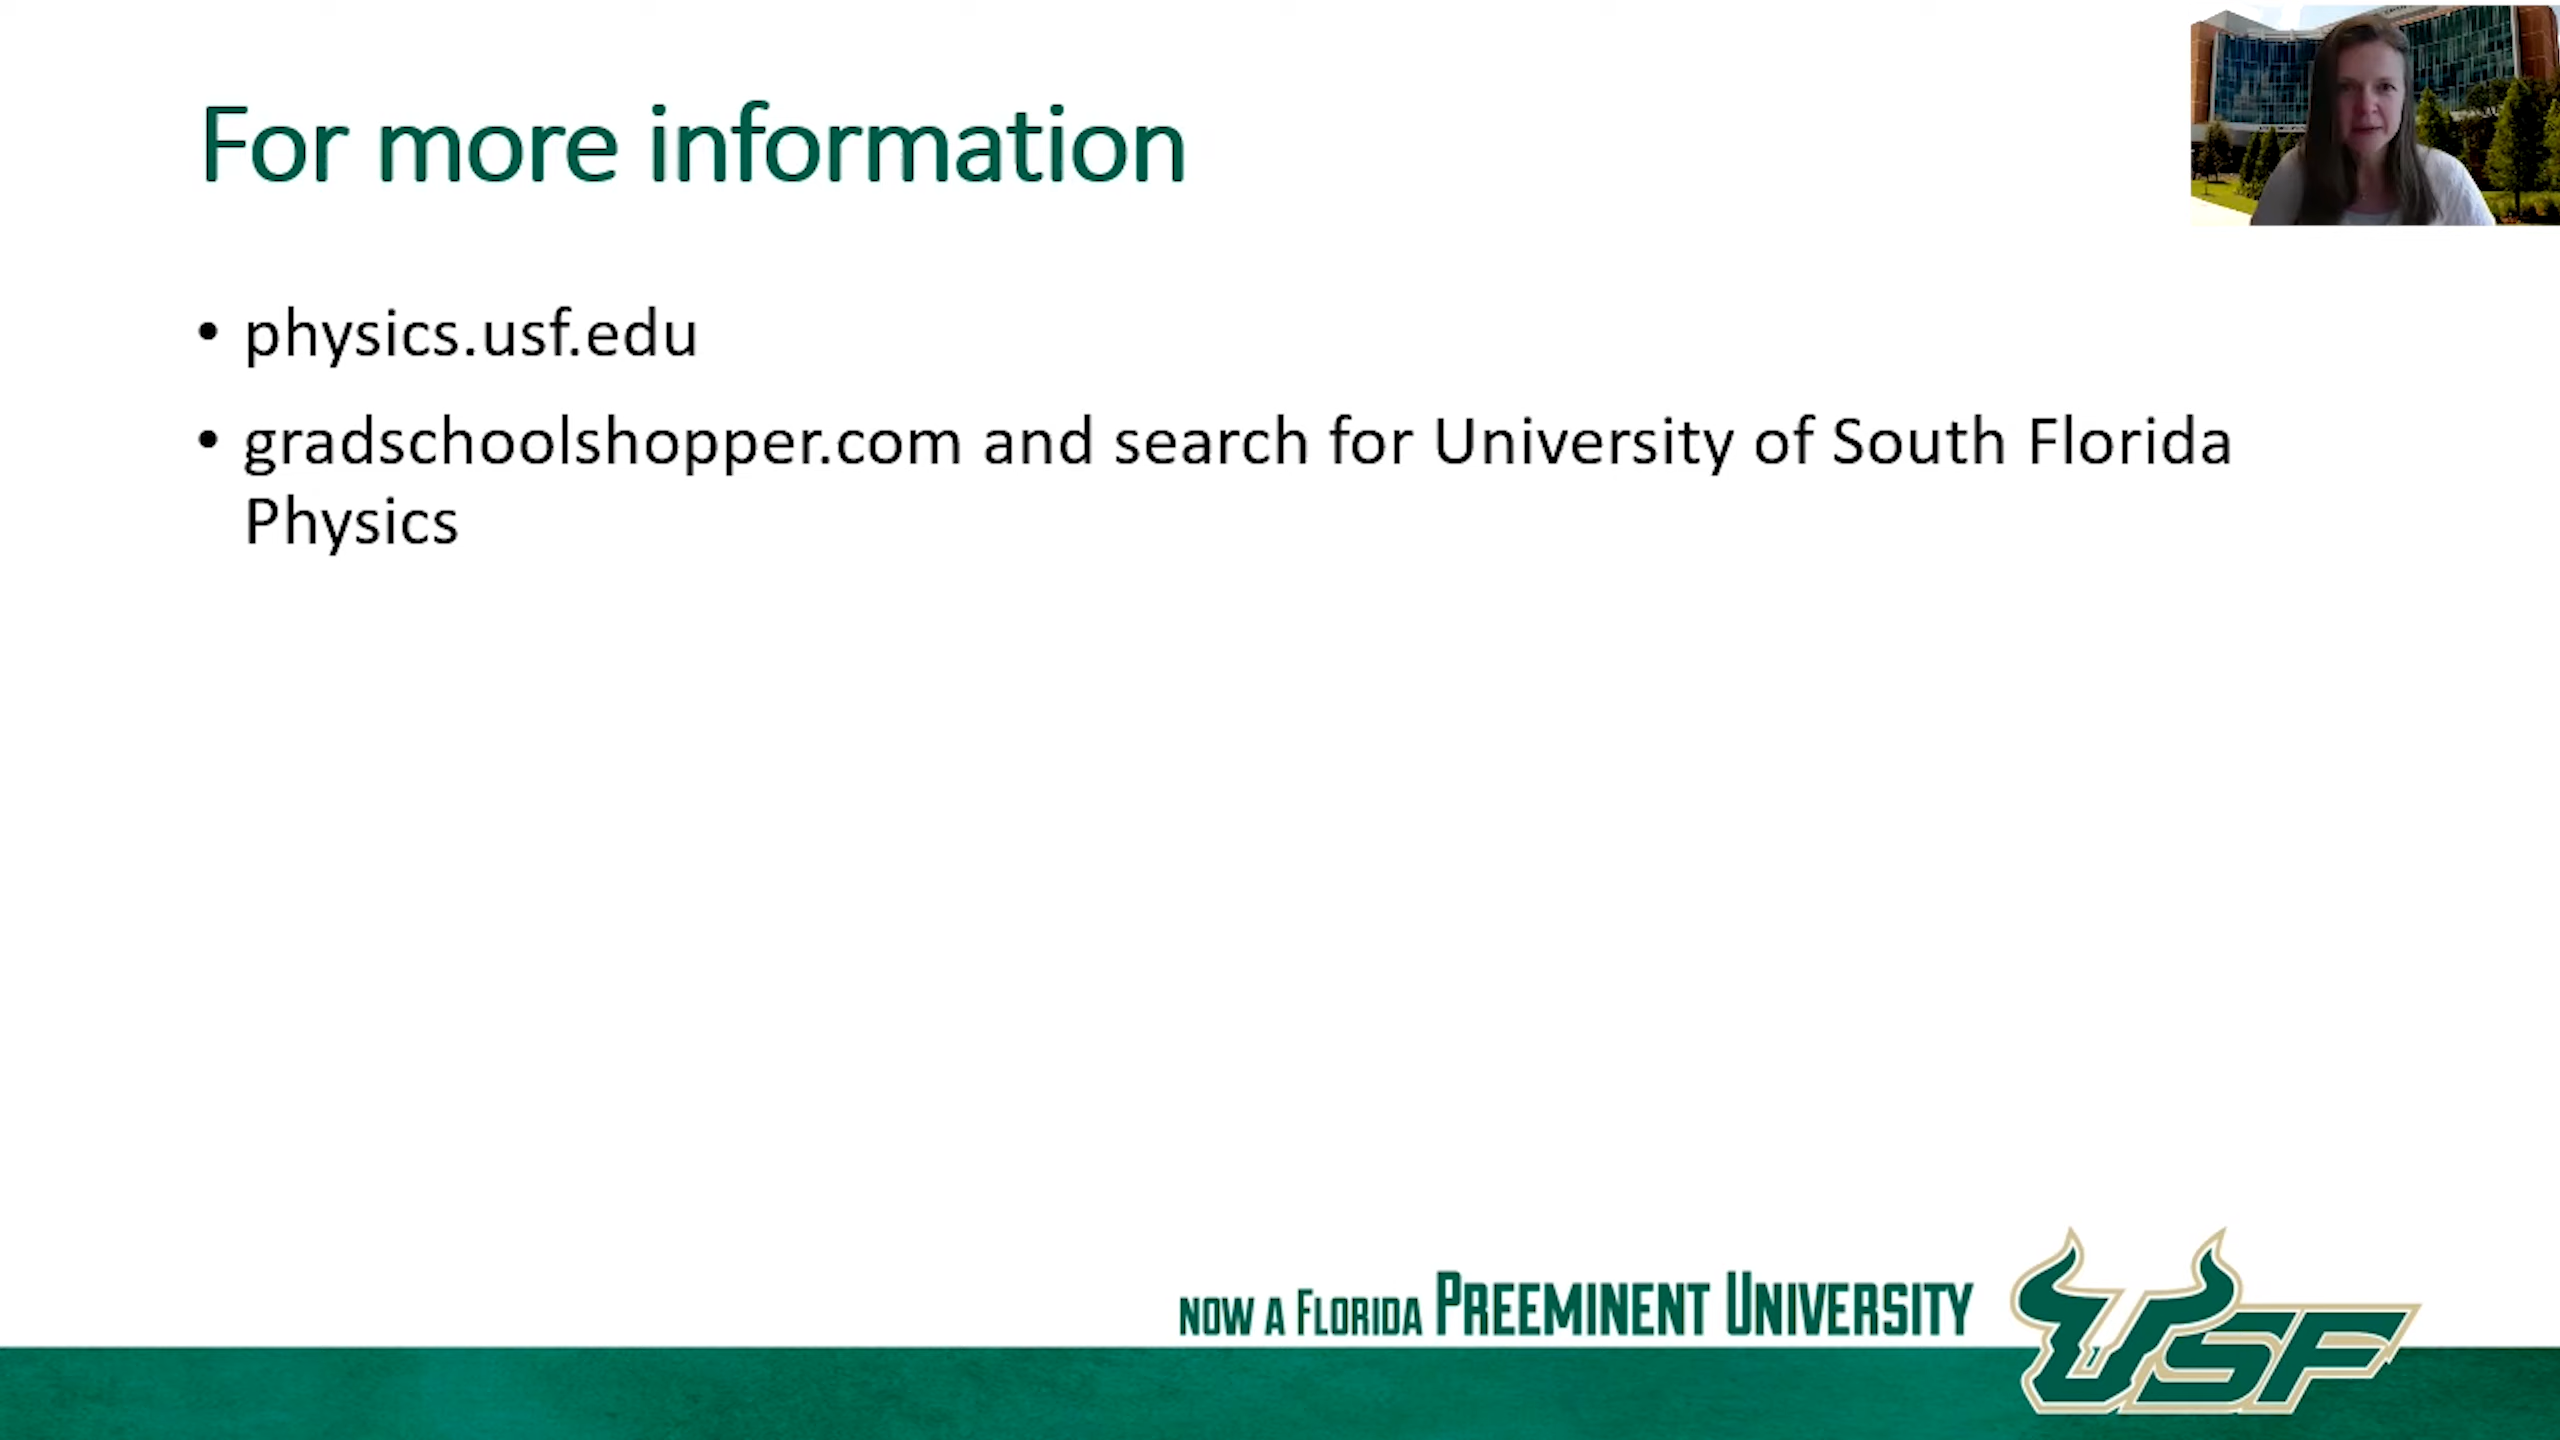 For more information
• physics.usf.edu
• gradschoolshopper.com and search for University of South Florida
Physics
NOW A FLORIDA PREEMINENT UNIVERSITY
USF